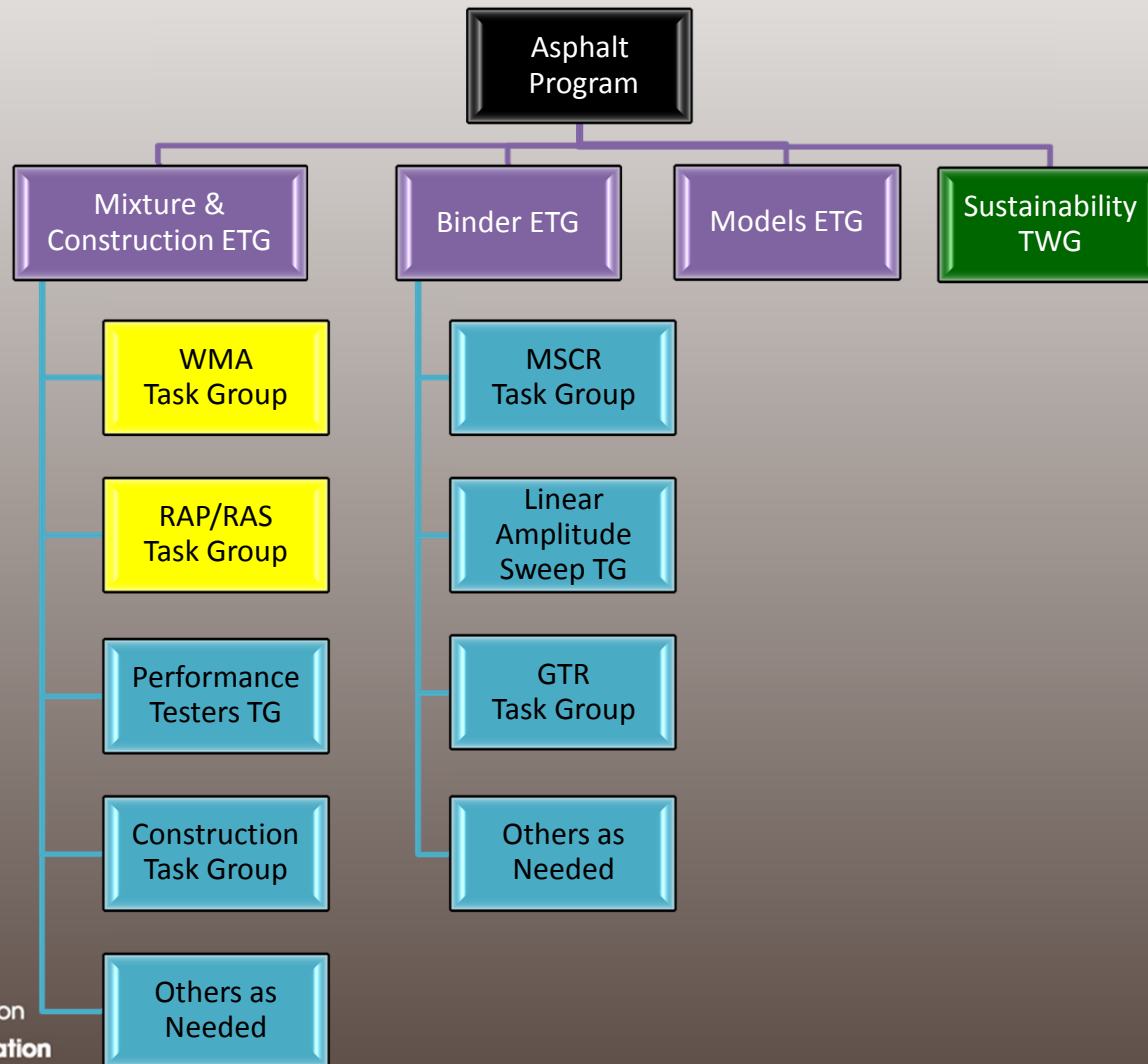 Asphalt
Program
Mixture &
Construction ETG
Binder ETG
Models ETG
Sustainability
TWG
WMA
Task Group
MSCR
Task Group
RAP/RAS
Task Group
Linear
Amplitude
Sweep TG
Performance
Testers TG
GTR
Task Group
Construction
Task Group
Others as
Needed
Others as
Needed
on
ation